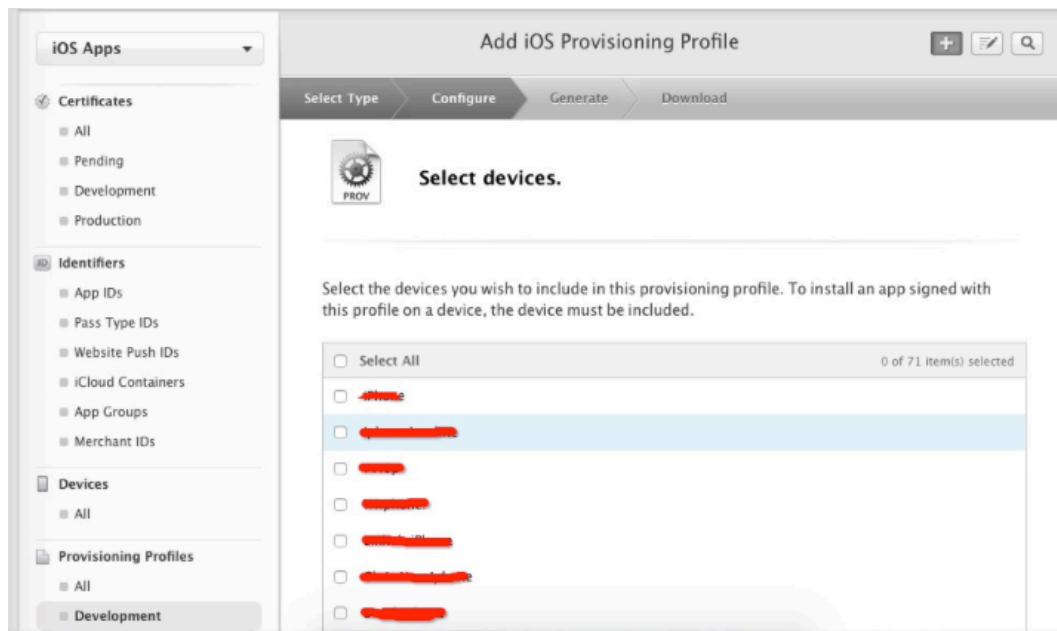 iOS Apps
Certificates
All
Pending
Development
Production
ID Identifiers
App IDs
Pass Type IDs
Website Push IDs
iCloud Containers
App Groups
Merchant IDs
Devices
All
Provisioning Profiles
All
Development
Add iOS Provisioning Profile
Select Type Configure Generate Download
PROV
Select devices.
Select the devices you wish to include in this provisioning profile. To install an app signed with
this profile on a device, the device must be included.
Select All 0 of 71 item(s) selected
iPhone